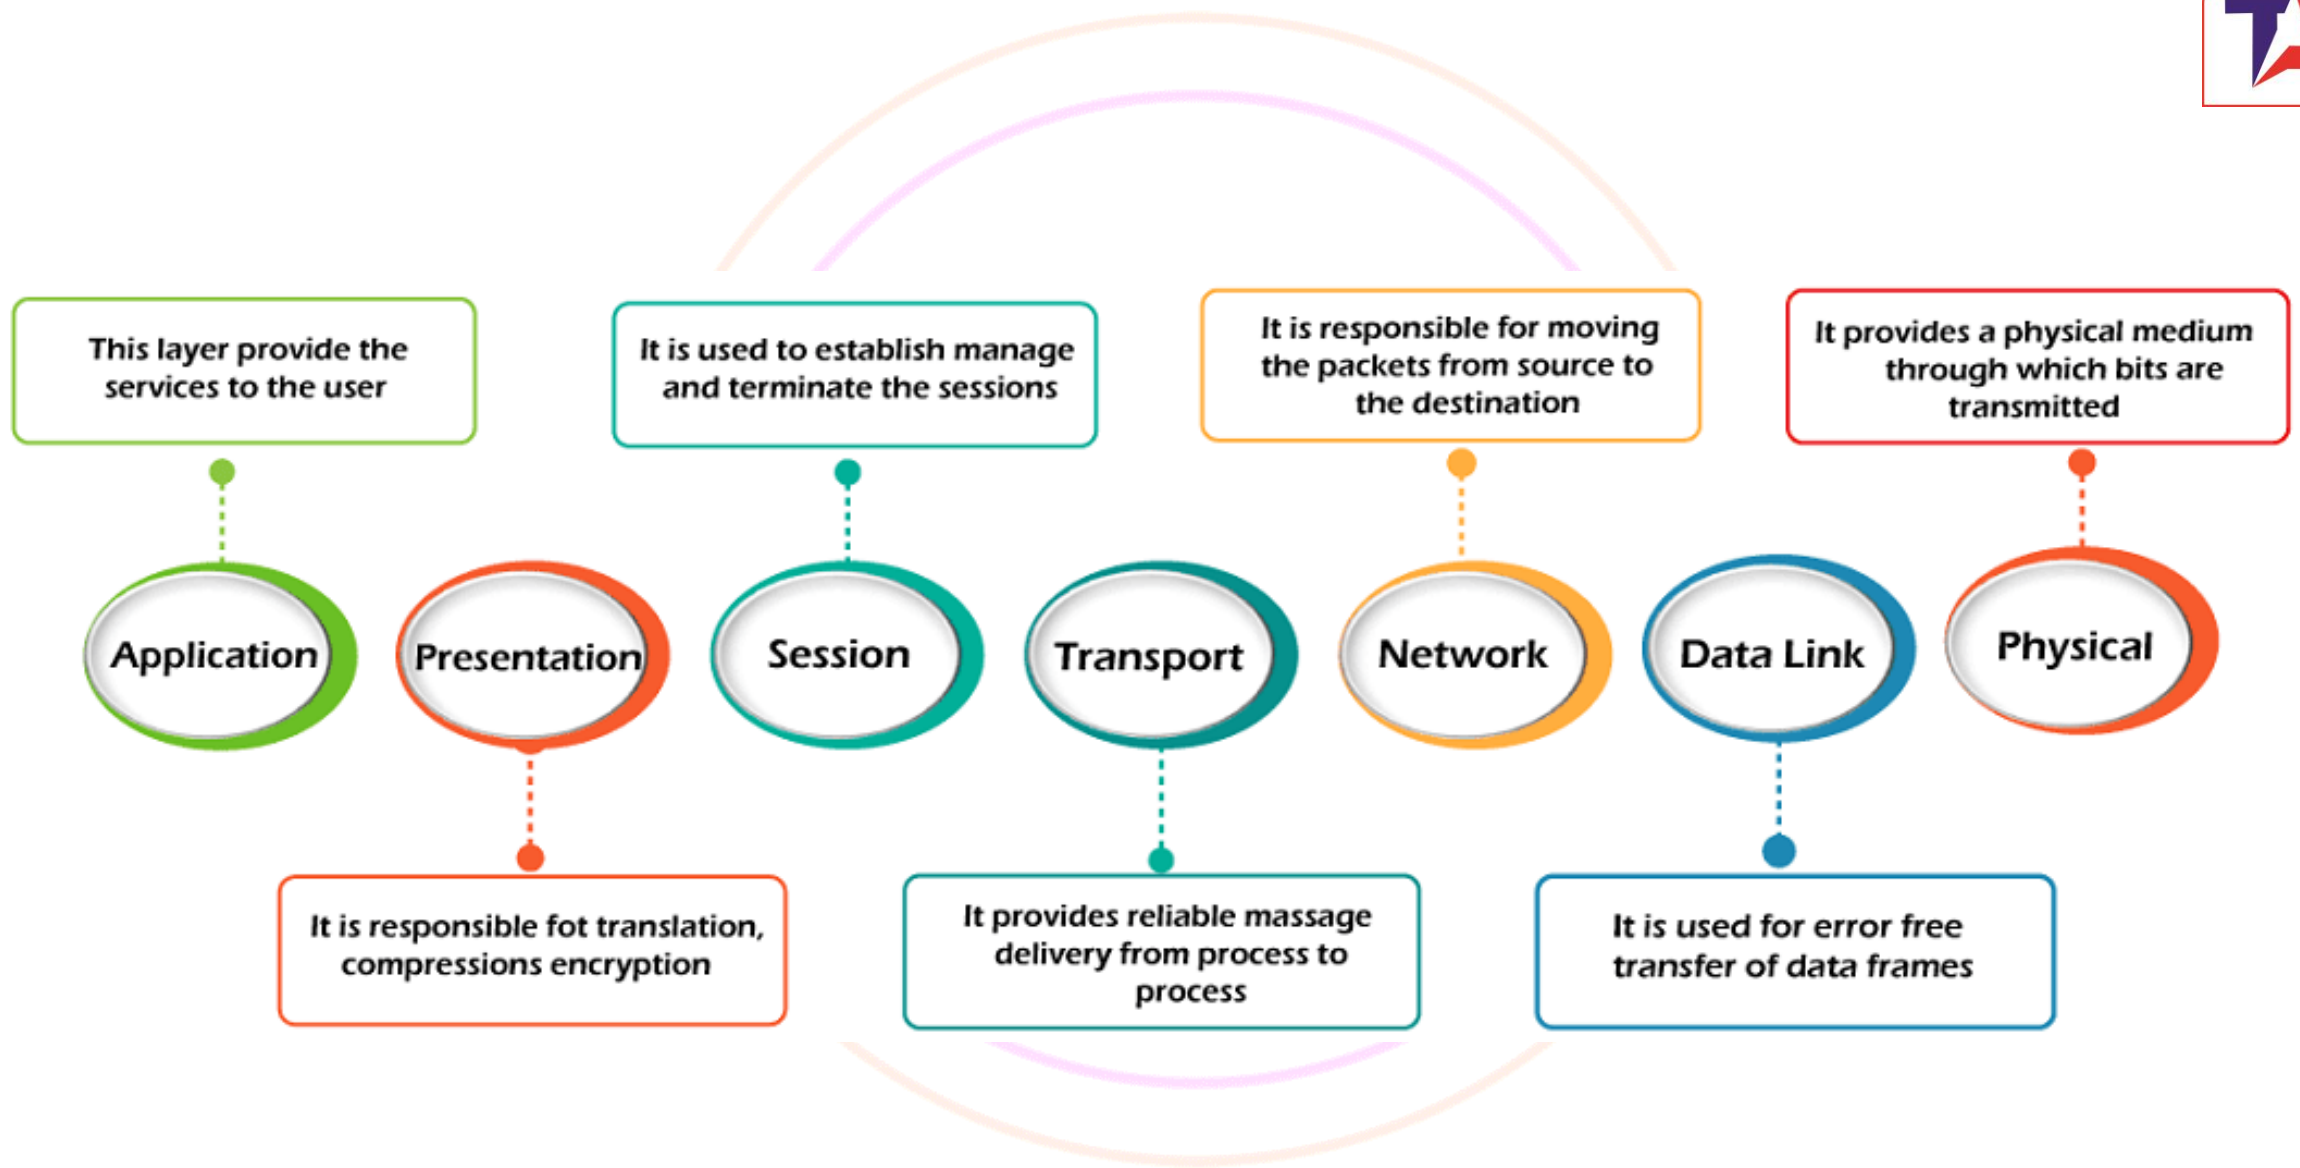 This layer provide the
services to the user
It is used to establish manage
and terminate the sessions
It is responsible for moving
the packets from source to
the destination
It provides a physical medium
through which bits are
transmitted
Application
Presentation
Session
Transport
Network
Data Link
Physical
It is responsible fot translation,
compressions encryption
It provides reliable massage
delivery from process to
process
It is used for error free
transfer of data frames